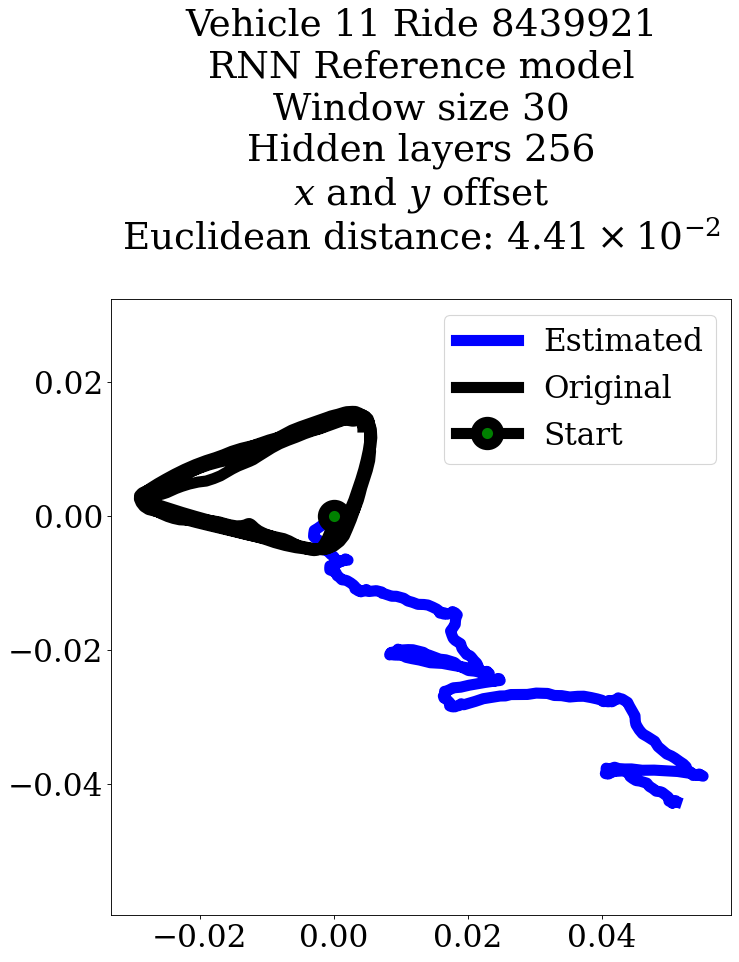 Vehicle 11 Ride 8439921
RNN Reference model
Window size 30
Hidden layers 256
x and y offset
Euclidean distance: 4.41 × 10⁻²
Estimated
Original
Start
0.02
0.00
−0.02
−0.04
−0.02 0.00 0.02 0.04